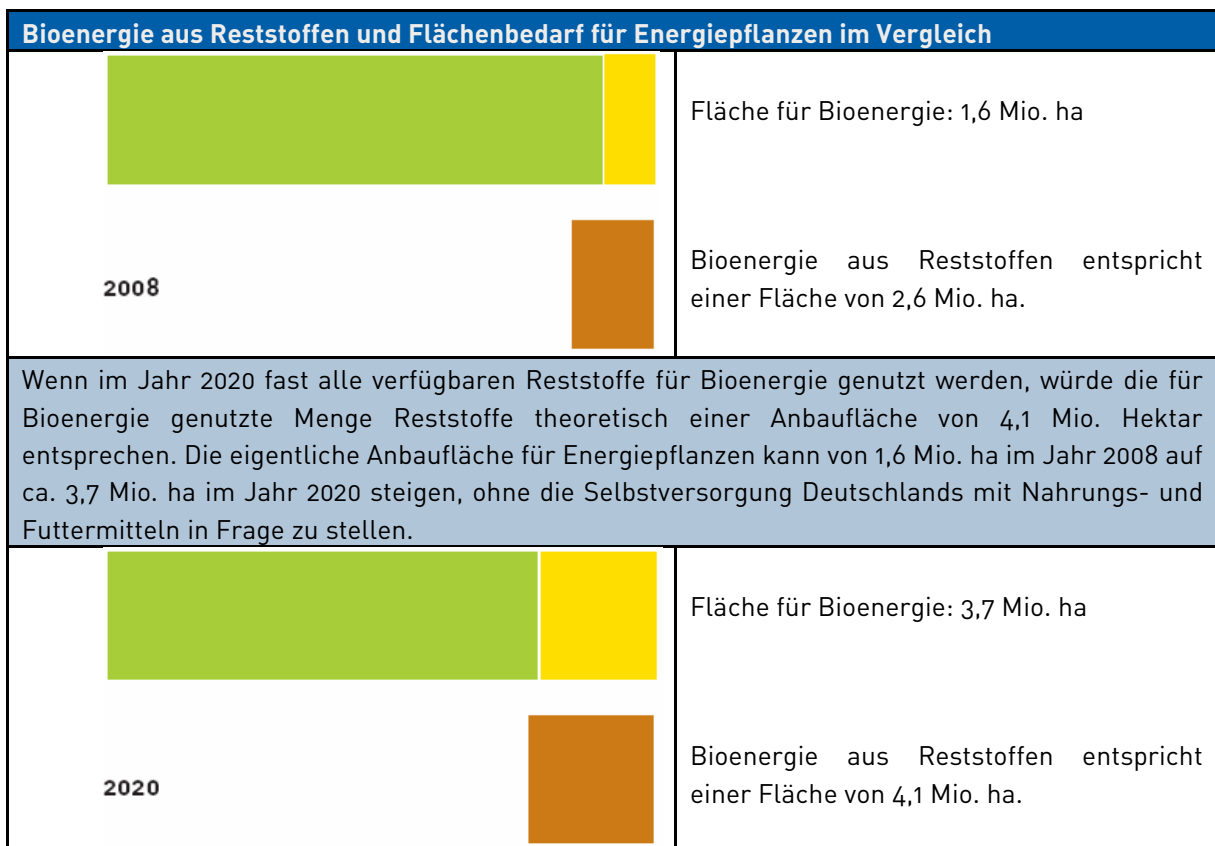 Bioenergie aus Reststoffen und Flächenbedarf für Energiepflanzen im Vergleich
Fläche für Bioenergie: 1,6 Mio. ha
2008
Bioenergie aus Reststoffen entspricht
einer Fläche von 2,6 Mio. ha.
Wenn im Jahr 2020 fast alle verfügbaren Reststoffe für Bioenergie genutzt werden, würde die für
Bioenergie genutzte Menge Reststoffe theoretisch einer Anbaufläche von 4,1 Mio. Hektar
entsprechen. Die eigentliche Anbaufläche für Energiepflanzen kann von 1,6 Mio. ha im Jahr 2008 auf
ca. 3,7 Mio. ha im Jahr 2020 steigen, ohne die Selbstversorgung Deutschlands mit Nahrungs- und
Futtermitteln in Frage zu stellen.
Fläche für Bioenergie: 3,7 Mio. ha
2020
Bioenergie aus Reststoffen entspricht
einer Fläche von 4,1 Mio. ha.